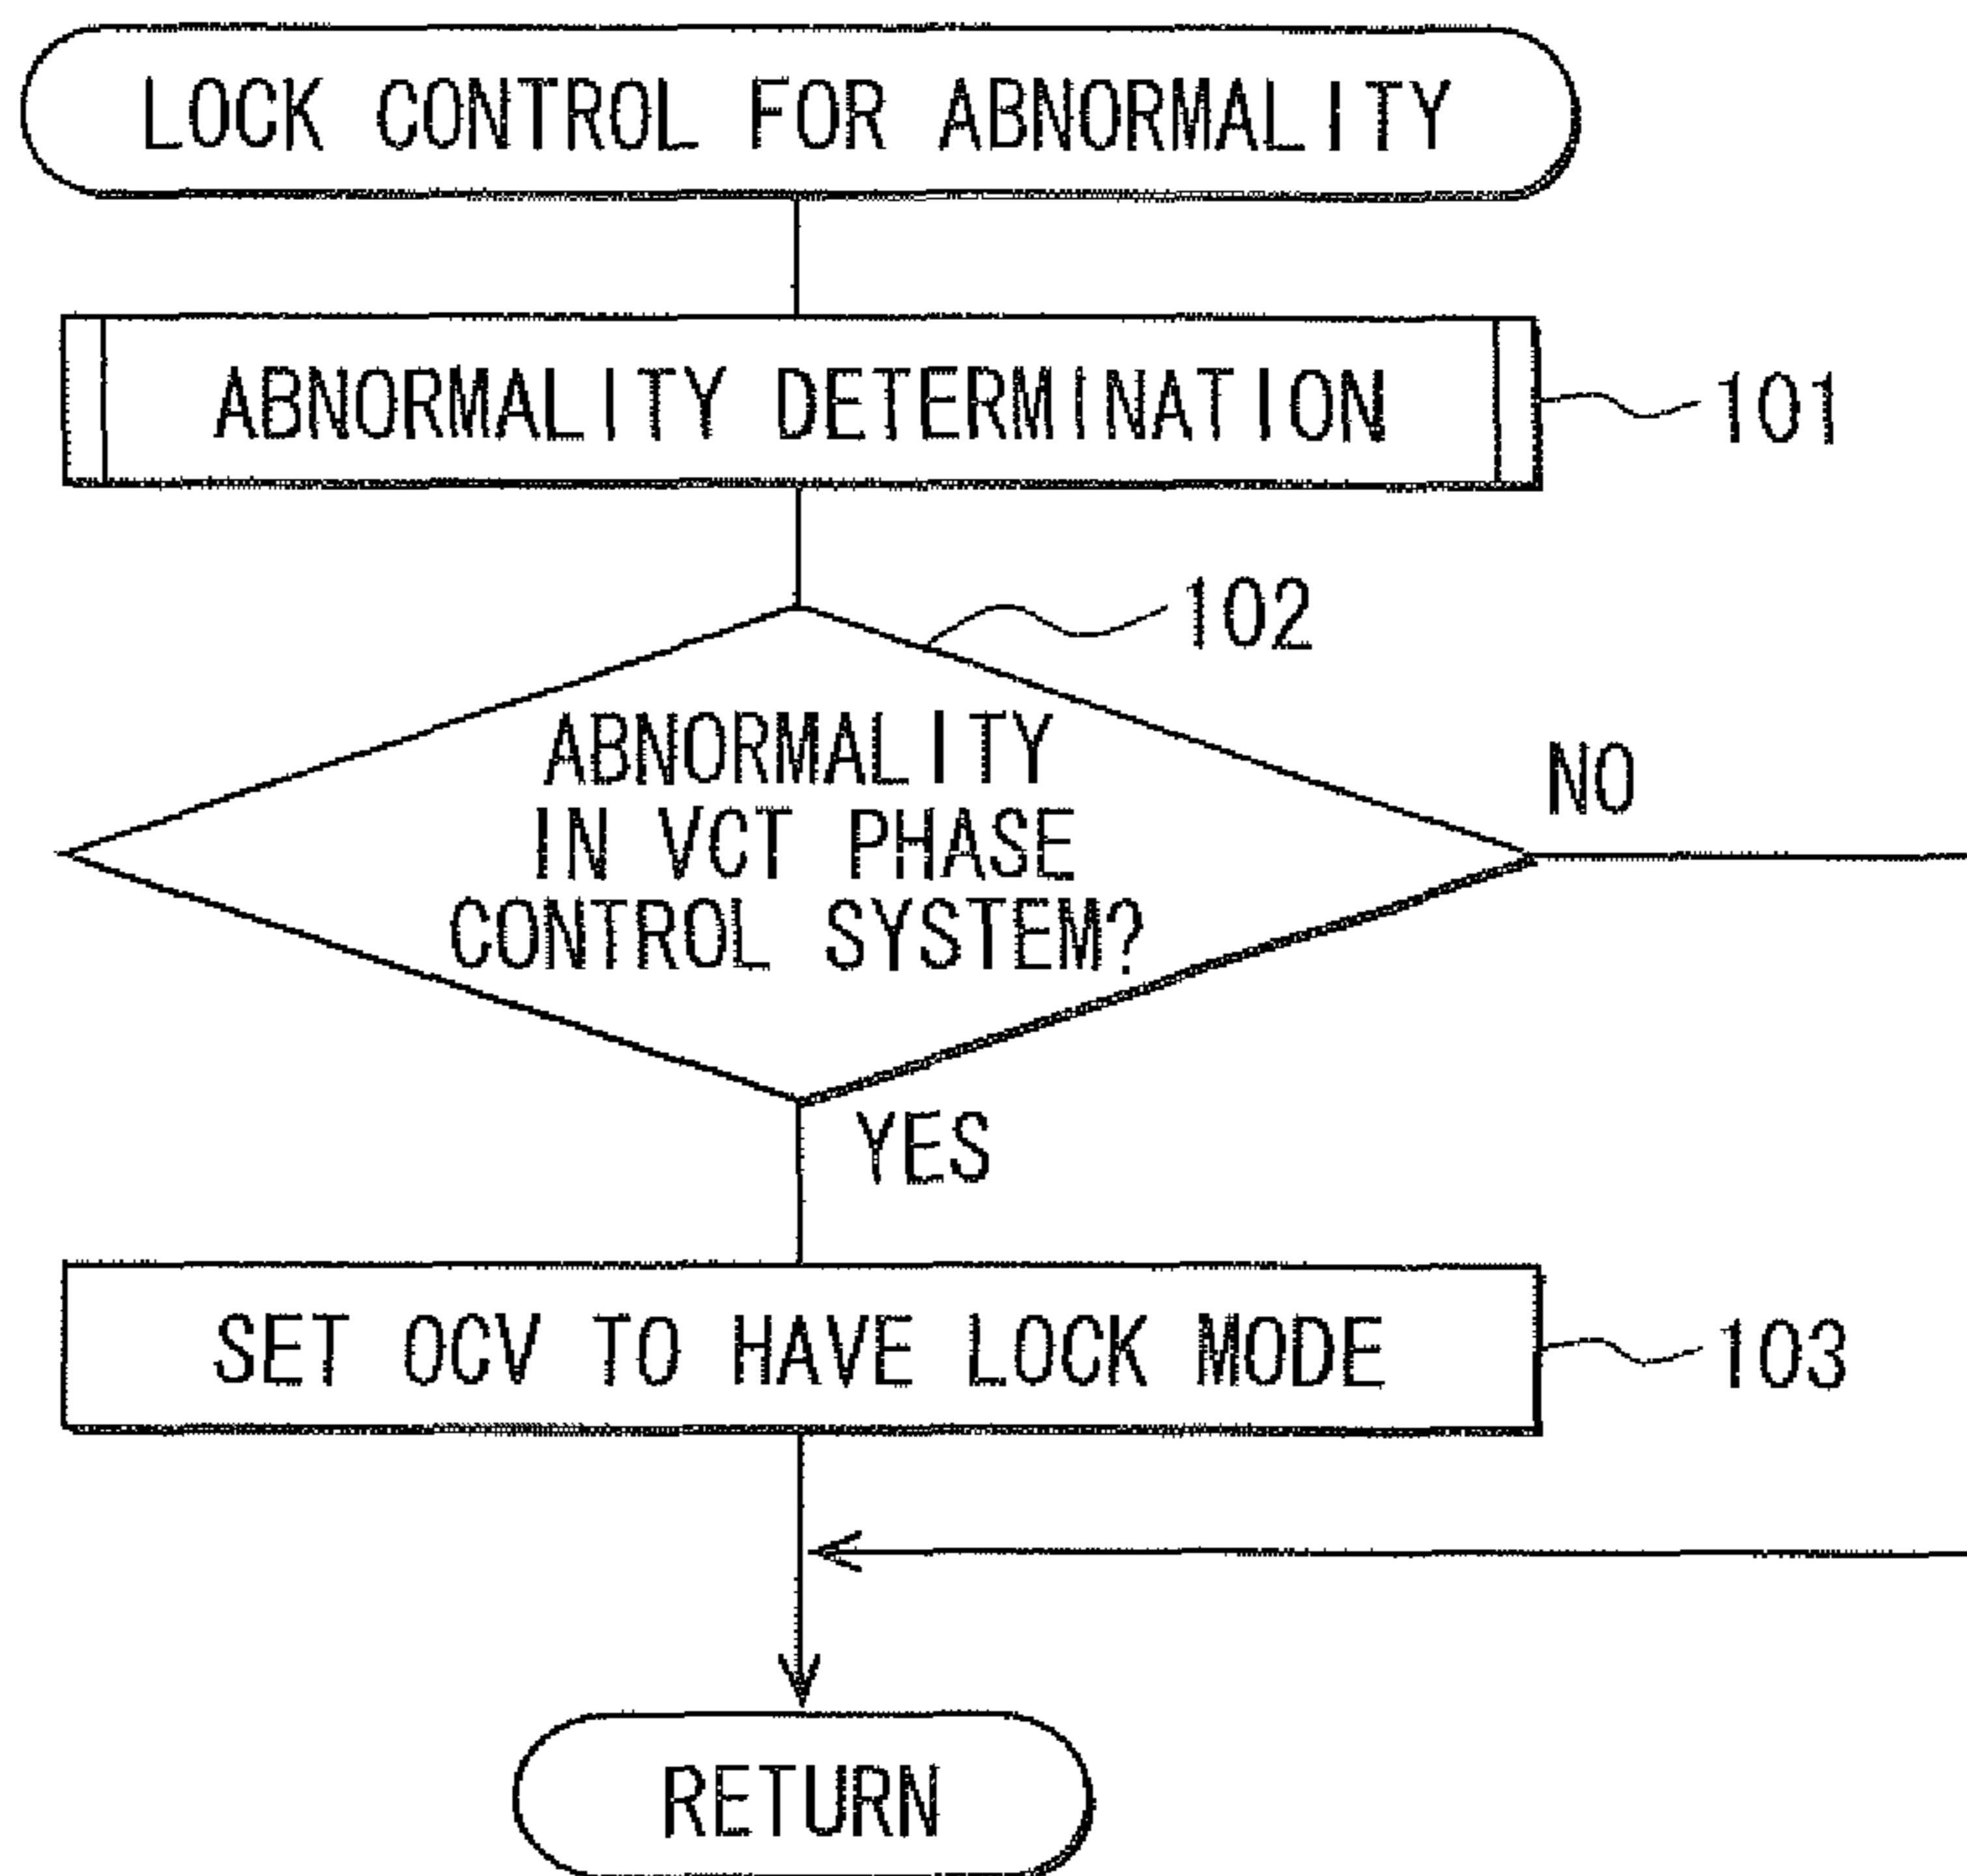 LOCK CONTROL FOR ABNORMALITY
ABNORMALITY DETERMINATION
101
102
ABNORMALITY
IN VCT PHASE
CONTROL SYSTEM?
NO
YES
SET OCV TO HAVE LOCK MODE
103
RETURN